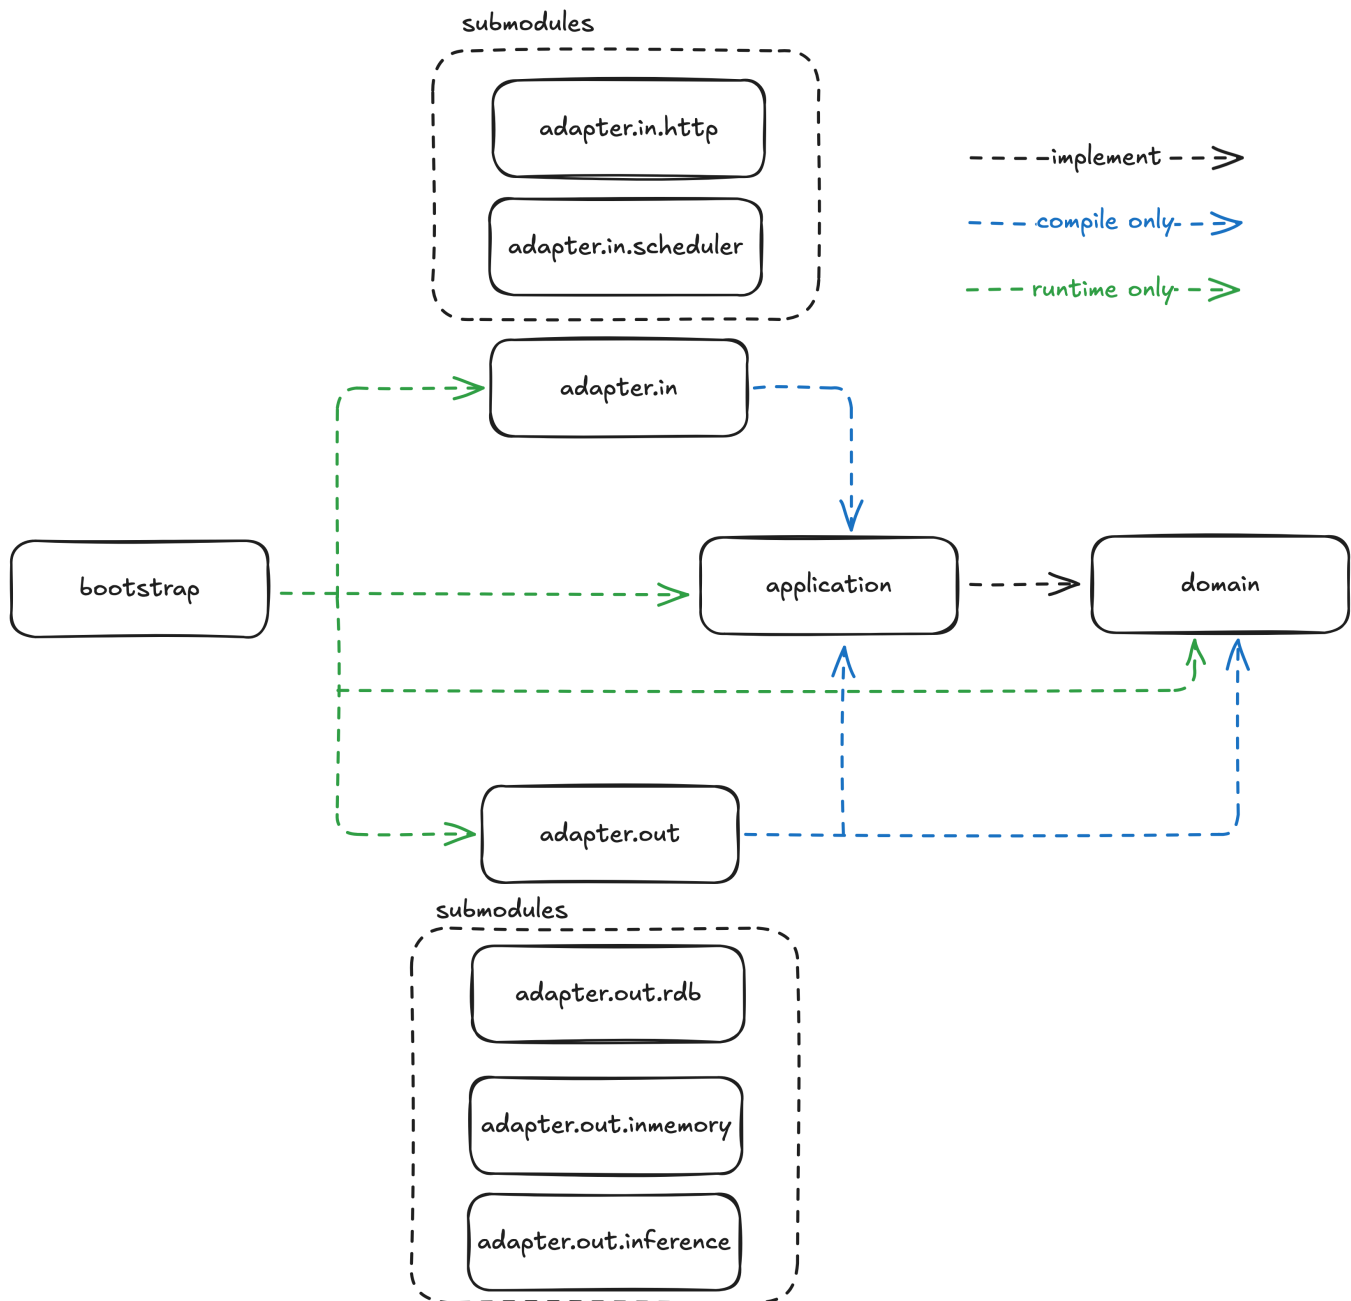 submodules
adapter.in.http
adapter.in.scheduler
implement
compile only
runtime only
adapter.in
bootstrap
application
domain
adapter.out
submodules
adapter.out.rdb
adapter.out.inmemory
adapter.out.inference